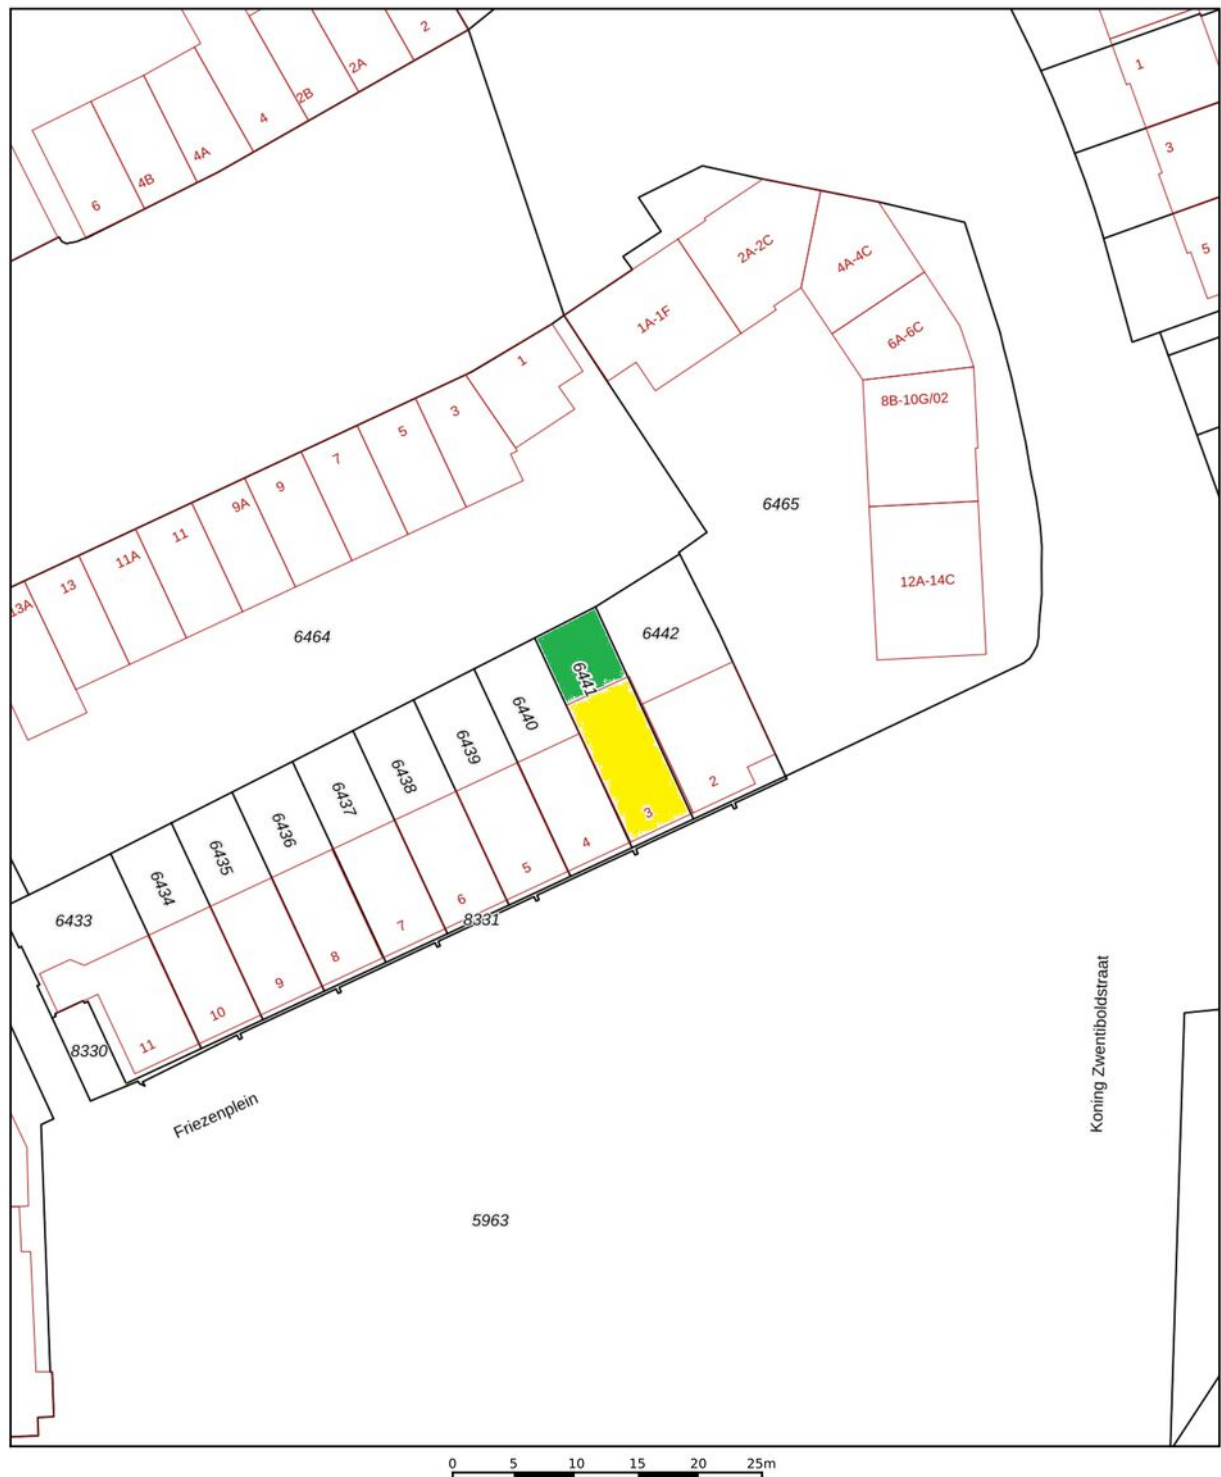 2
2A
2B
4
4A
4B
6
1
3
5
2A-2C
4A-4C
1A-1F
6A-6C
8B-10G/02
12A-14C
6465
1
3
5
7
9
9A
11
11A
13
13A
6464
6442
6441
6440
6439
6438
6437
6436
6435
6434
6433
2
3
4
5
6
7
8
9
10
11
8331
8330
Friezenplein
Koning Zwentiboldstraat
5963
0 5 10 15 20 25m